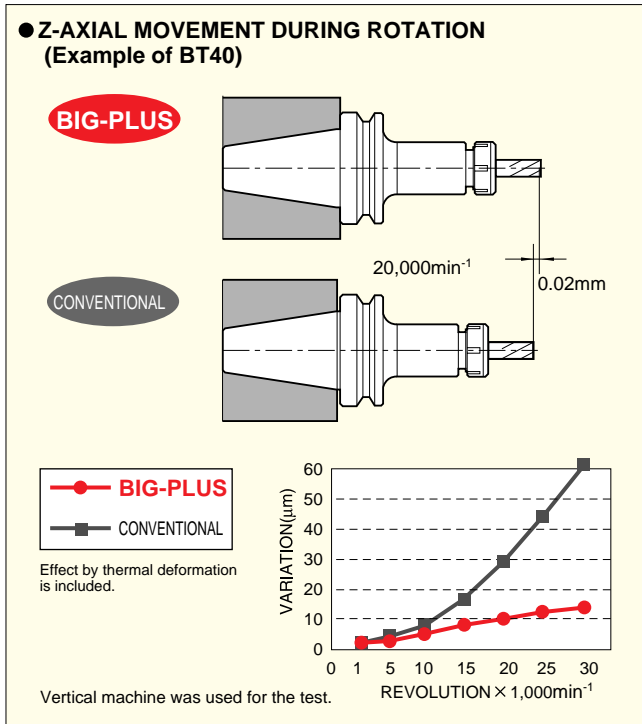 ● Z-AXIAL MOVEMENT DURING ROTATION
(Example of BT40)
BIG-PLUS
20,000min⁻¹
0.02mm
CONVENTIONAL
BIG-PLUS
CONVENTIONAL
Effect by thermal deformation
is included.
VARIATION(μm)
60
50
40
30
20
10
0
0 1 5 10 15 20 25 30
REVOLUTION×1,000min⁻¹
Vertical machine was used for the test.